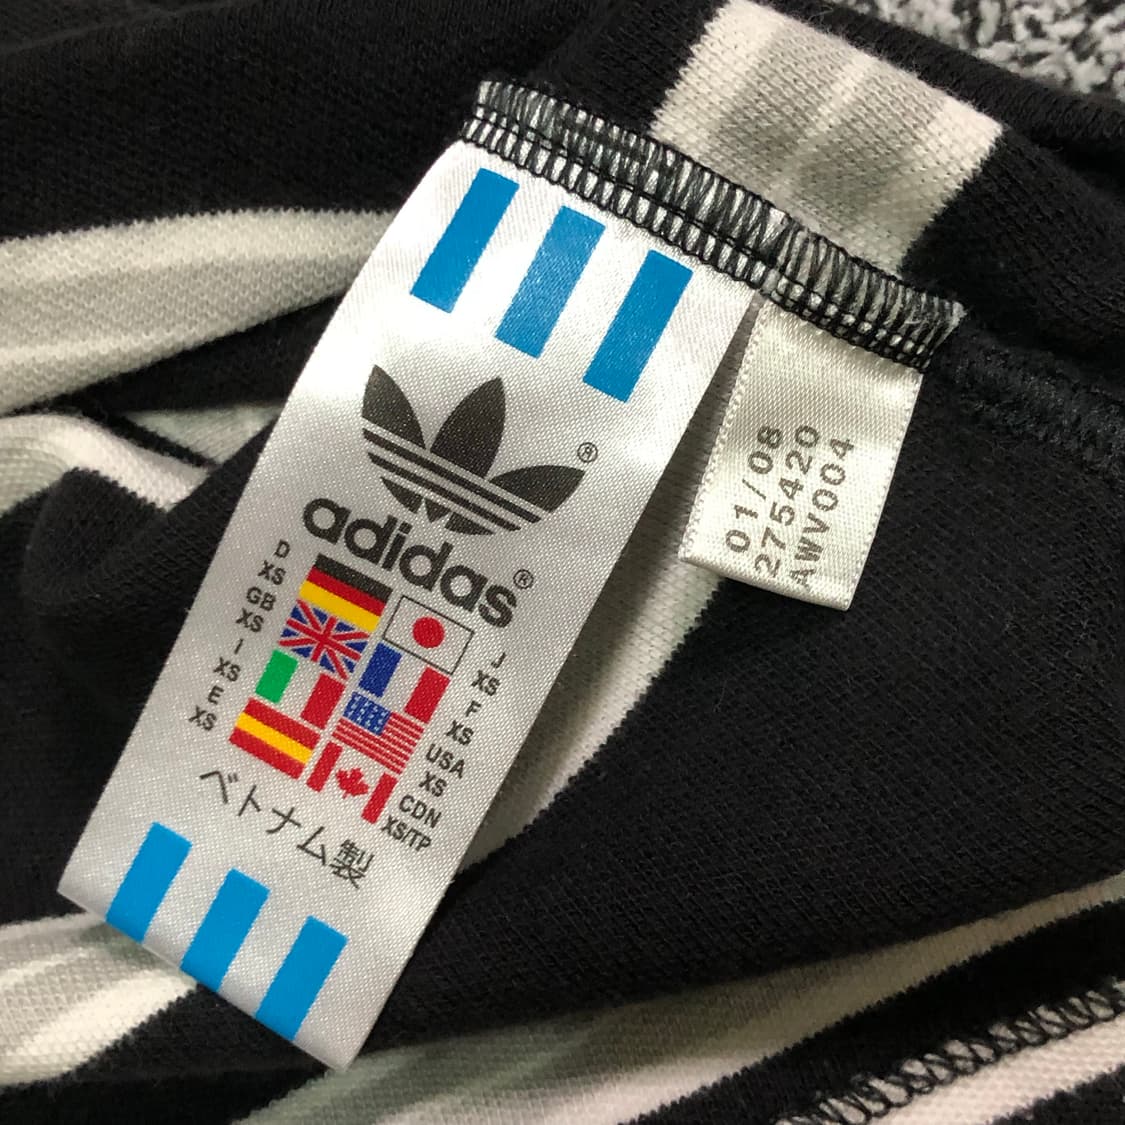 ®
adidas®
D
XS
GB
XS
I
XS
E
XS
J
XS
F
XS
USA
XS
CDN
XS/TP
ベトナム製
01/08
275420
AWV004